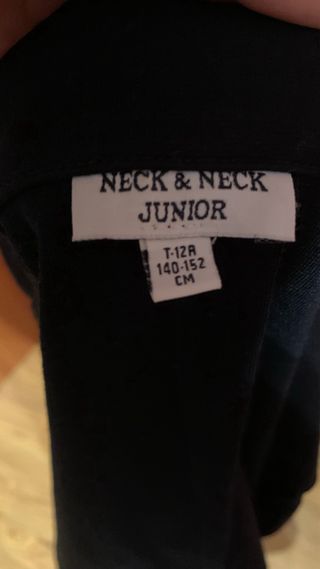 NECK & NECK
JUNIOR
T-12A
140-152
CM